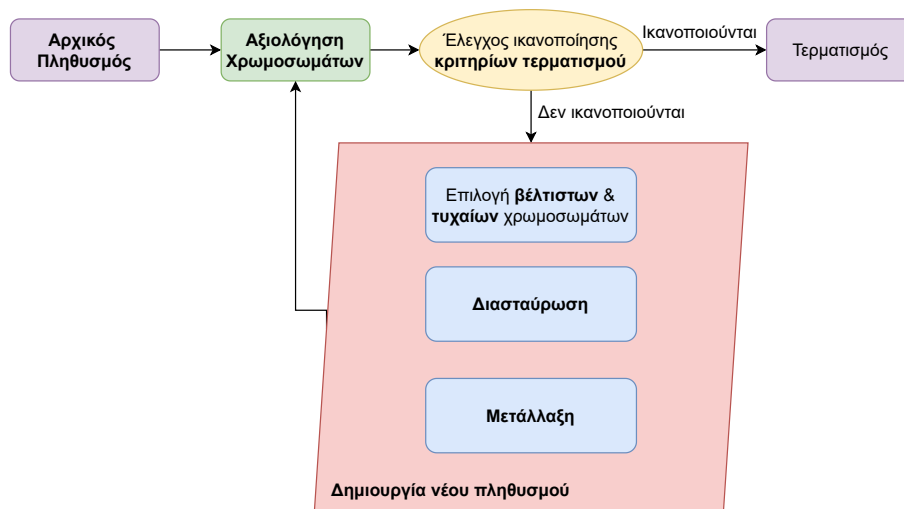 Αρχικός
Πληθυσμός
Αξιολόγηση
Χρωμοσωμάτων
Έλεγχος ικανοποίησης
κριτηρίων τερματισμού
Ικανοποιούνται
Τερματισμός
Δεν ικανοποιούνται
Επιλογή βέλτιστων &
τυχαίων χρωμοσωμάτων
Διασταύρωση
Μετάλλαξη
Δημιουργία νέου πληθυσμού